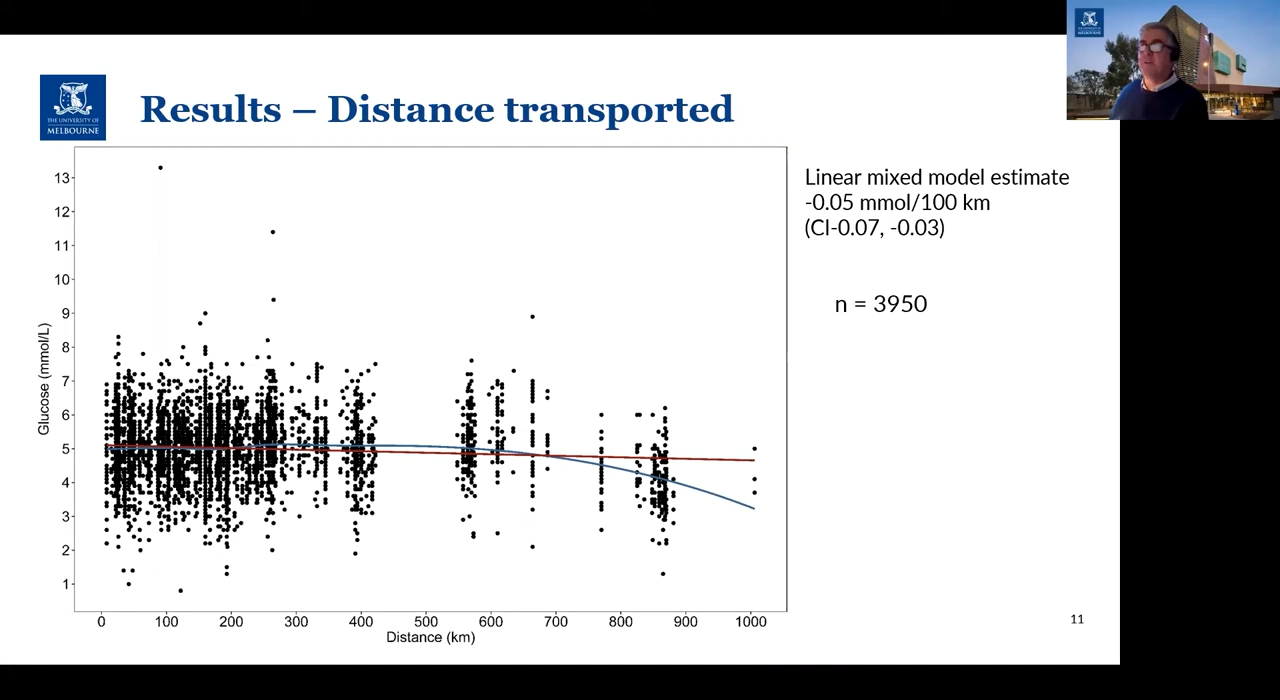 THE UNIVERSITY OF
MELBOURNE
Results – Distance transported
Linear mixed model estimate
-0.05 mmol/100 km
(CI-0.07, -0.03)
n = 3950
Glucose (mmol/L)
13
12
11
10
9
8
7
6
5
4
3
2
1
0 100 200 300 400 500 600 700 800 900 1000
Distance (km)
11